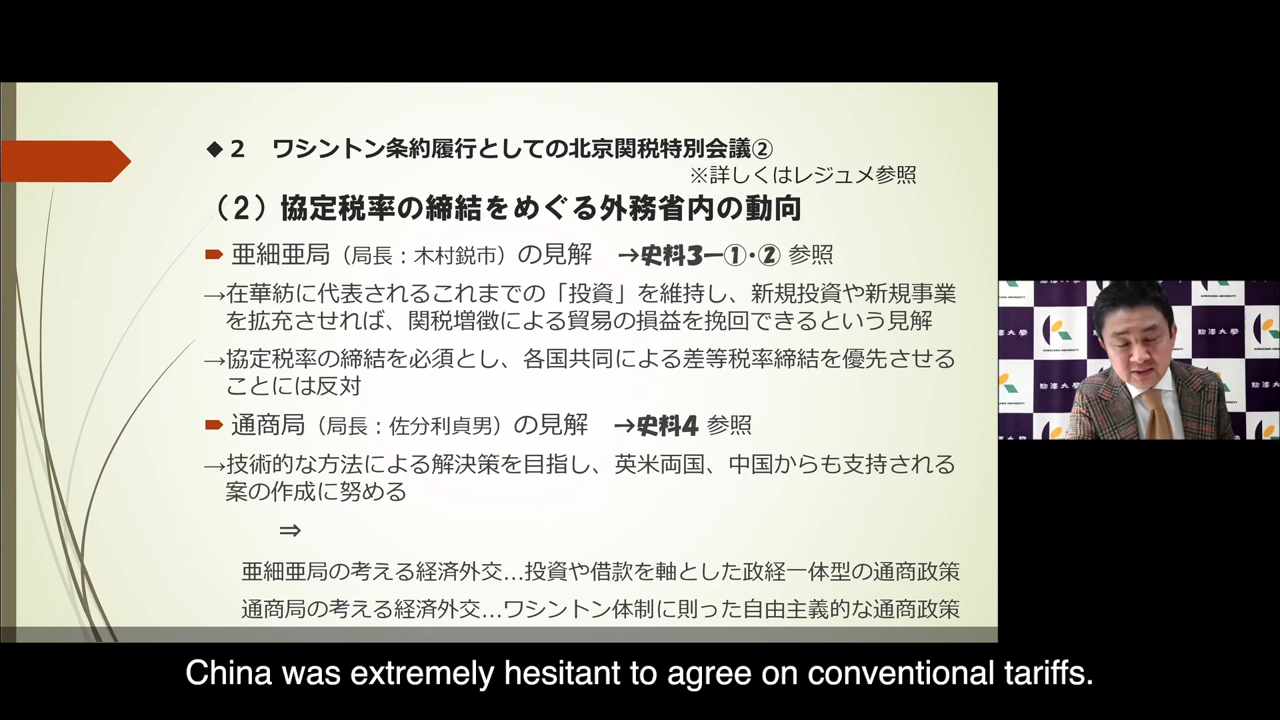 ◆２　ワシントン条約履行としての北京関税特別会議②
※詳しくはレジュメ参照
（2）協定税率の締結をめぐる外務省内の動向
亜細亜局（局長：木村鋭市）の見解　→史料3ー①・② 参照
→在華紡に代表されるこれまでの「投資」を維持し、新規投資や新規事業
を拡充させれば、関税増徴による貿易の損益を挽回できるという見解
→協定税率の締結を必須とし、各国共同による差等税率締結を優先させる
ことには反対
通商局（局長：佐分利貞男）の見解　→史料4 参照
→技術的な方法による解決策を目指し、英米両国、中国からも支持される
案の作成に努める
⇒
亜細亜局の考える経済外交…投資や借款を軸とした政経一体型の通商政策
通商局の考える経済外交…ワシントン体制に則った自由主義的な通商政策
駒澤大學
KOMAZAWA UNIVERSITY
China was extremely hesitant to agree on conventional tariffs.